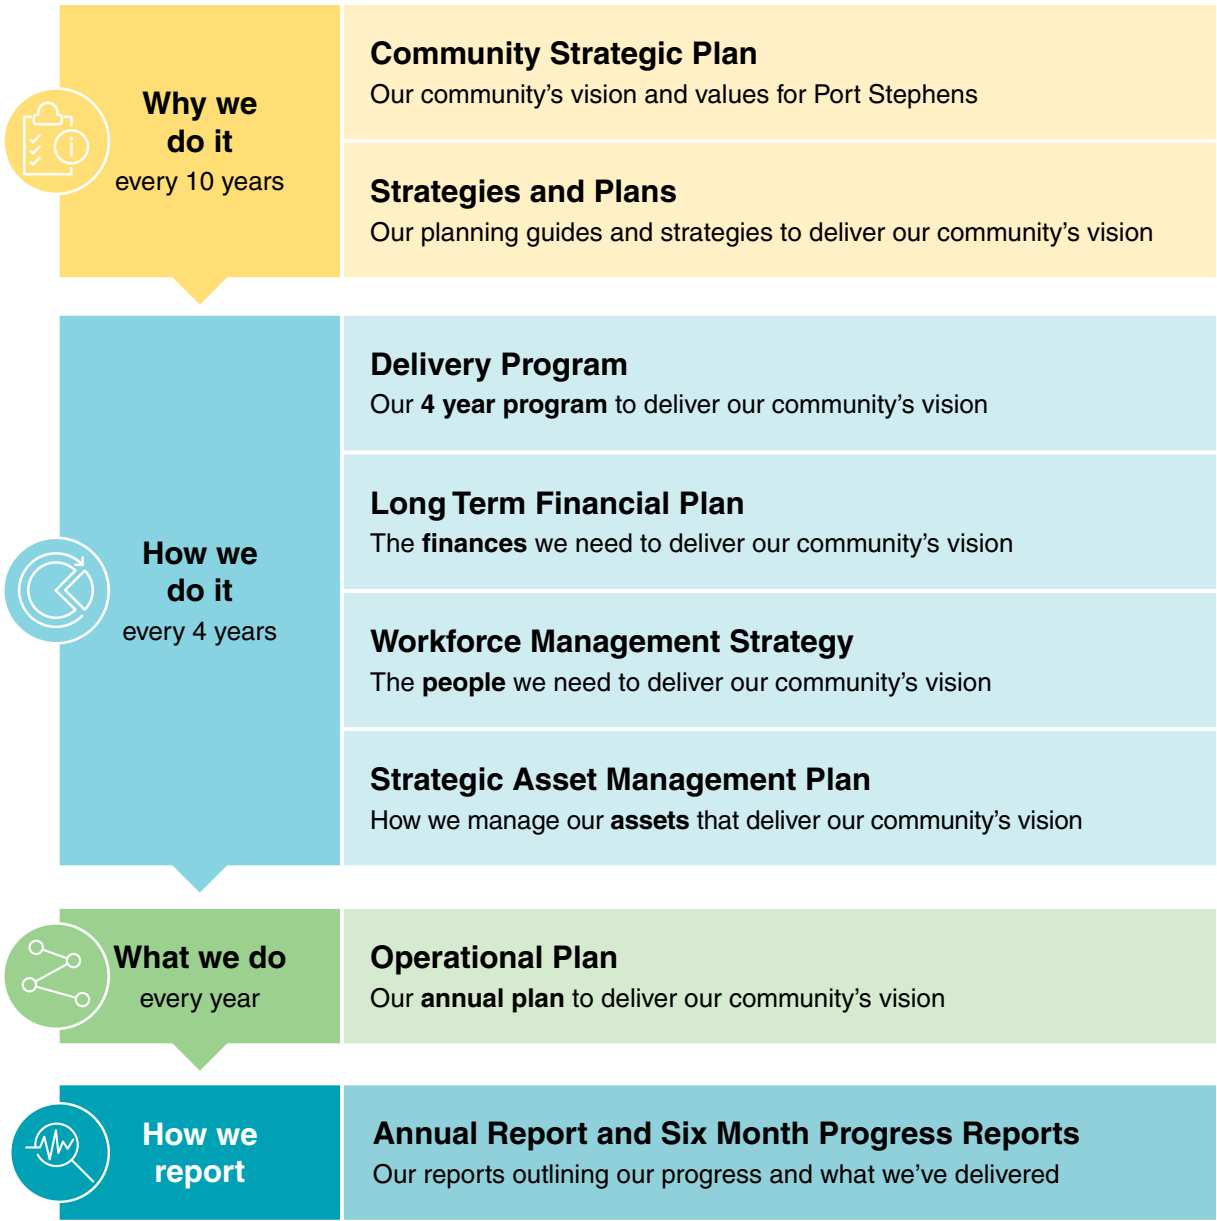 Why we
do it
every 10 years
Community Strategic Plan
Our community's vision and values for Port Stephens
Strategies and Plans
Our planning guides and strategies to deliver our community's vision
How we
do it
every 4 years
Delivery Program
Our 4 year program to deliver our community's vision
Long Term Financial Plan
The finances we need to deliver our community's vision
Workforce Management Strategy
The people we need to deliver our community's vision
Strategic Asset Management Plan
How we manage our assets that deliver our community's vision
What we do
every year
Operational Plan
Our annual plan to deliver our community's vision
How we
report
Annual Report and Six Month Progress Reports
Our reports outlining our progress and what we've delivered